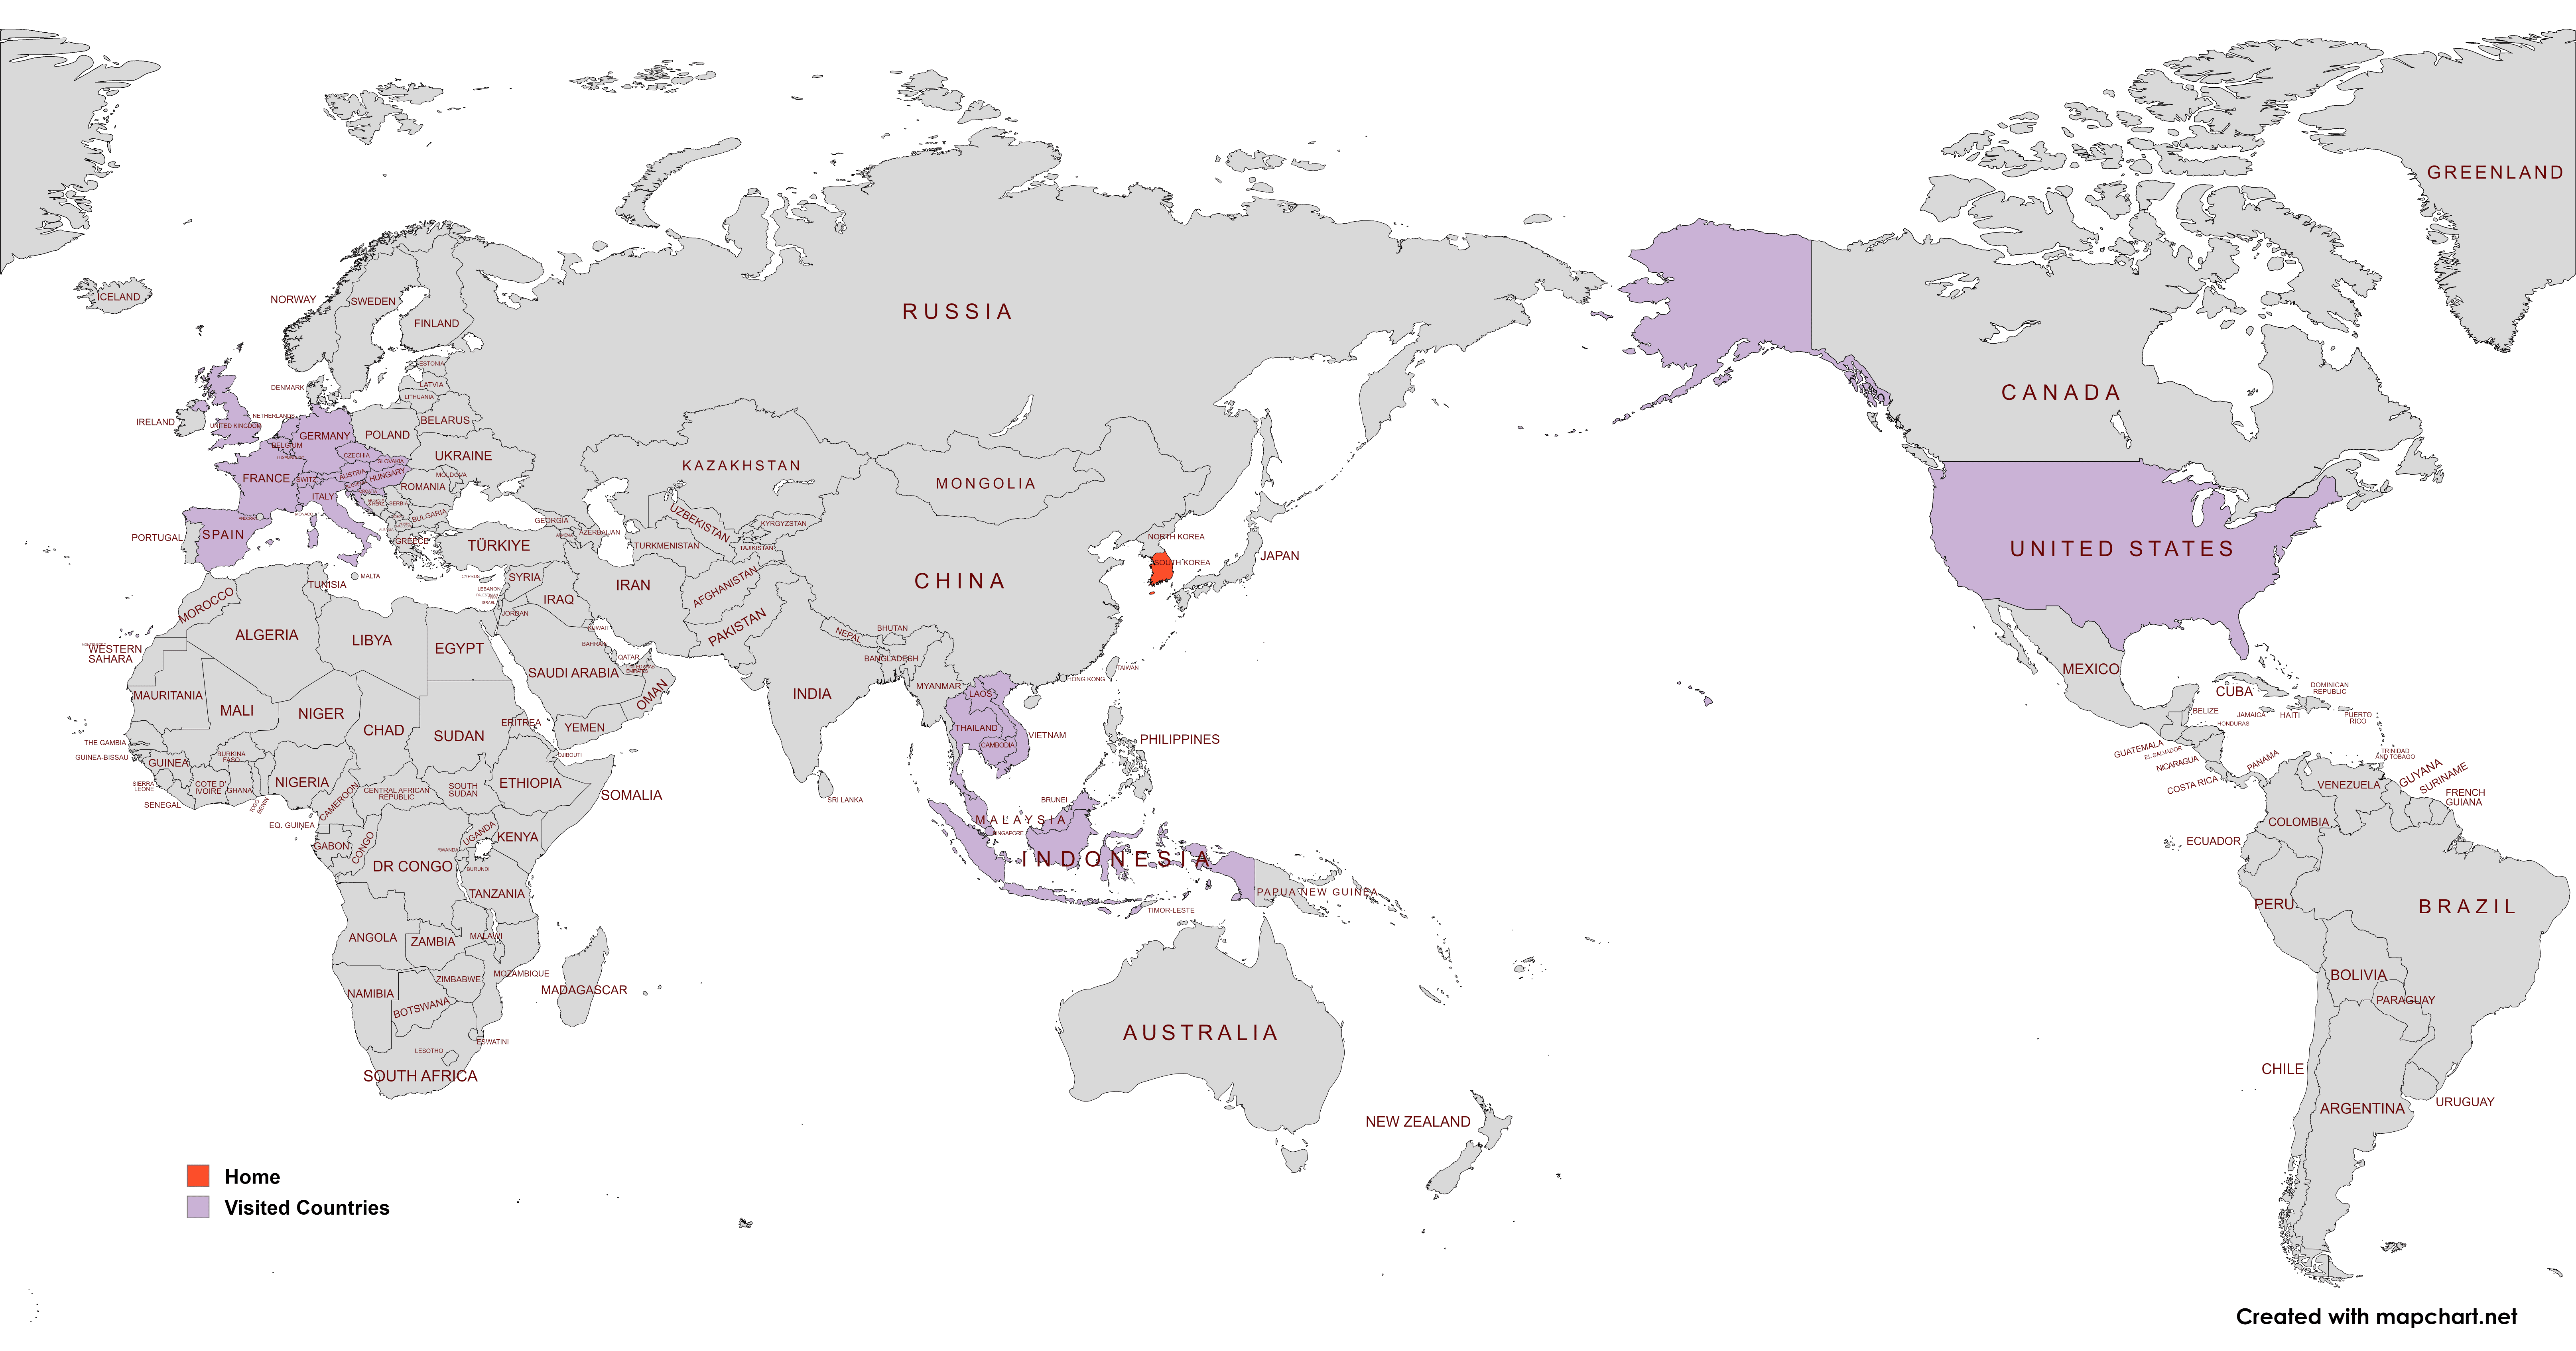 GREENLAND
ICELAND
NORWAY
SWEDEN
FINLAND
RUSSIA
ESTONIA
LATVIA
LITHUANIA
DENMARK
CANADA
IRELAND
UNITED KINGDOM
NETHERLANDS
BELARUS
GERMANY
POLAND
BELGIUM
LUXEMBOURG
CZECHIA
SLOVAKIA
UKRAINE
KAZAKHSTAN
MONGOLIA
FRANCE
SWITZ.
AUSTRIA
HUNGARY
MOLDOVA
ROMANIA
ITALY
SERBIA
BULGARIA
MONACO
ANDORRA
PORTUGAL
SPAIN
GREECE
TÜRKİYE
GEORGIA
AZERBAIJAN
UZBEKISTAN
KYRGYZSTAN
TURKMENISTAN
TAJIKISTAN
NORTH KOREA
SOUTH KOREA
JAPAN
CHINA
UNITED STATES
MALTA
TUNISIA
CYPRUS
SYRIA
LEBANON
ISRAEL
JORDAN
IRAQ
IRAN
AFGHANISTAN
PAKISTAN
MOROCCO
ALGERIA
LIBYA
EGYPT
KUWAIT
BAHRAIN
QATAR
UNITED ARAB
EMIRATES
NEPAL
BHUTAN
BANGLADESH
WESTERN
SAHARA
SAUDI ARABIA
OMAN
INDIA
MYANMAR
LAOS
HONG KONG
TAIWAN
MEXICO
CUBA
DOMINICAN
REPUBLIC
MAURITANIA
MALI
NIGER
CHAD
SUDAN
ERITREA
YEMEN
THAILAND
VIETNAM
CAMBODIA
PHILIPPINES
BELIZE
JAMAICA
HAITI
PUERTO
RICO
HONDURAS
THE GAMBIA
GUINEA-BISSAU
GUINEA
BURKINA
FASO
DJIBOUTI
GUATEMALA
EL SALVADOR
NICARAGUA
COSTA RICA
PANAMA
TRINIDAD
AND TOBAGO
SIERRA
LEONE
COTE D'
IVOIRE
GHANA
TOGO
BENIN
NIGERIA
CAMEROON
CENTRAL AFRICAN
REPUBLIC
SOUTH
SUDAN
ETHIOPIA
SOMALIA
SENEGAL
SRI LANKA
BRUNEI
MALAYSIA
SINGAPORE
VENEZUELA
GUYANA
SURINAME
FRENCH
GUIANA
COLOMBIA
ECUADOR
EQ. GUINEA
GABON
CONGO
UGANDA
KENYA
RWANDA
BURUNDI
DR CONGO
TANZANIA
INDONESIA
PAPUA NEW GUINEA
TIMOR-LESTE
PERU
BRAZIL
ANGOLA
ZAMBIA
MALAWI
MOZAMBIQUE
ZIMBABWE
NAMIBIA
BOTSWANA
MADAGASCAR
BOLIVIA
PARAGUAY
AUSTRALIA
ESWATINI
LESOTHO
SOUTH AFRICA
CHILE
ARGENTINA
URUGUAY
NEW ZEALAND
Home
Visited Countries
Created with mapchart.net